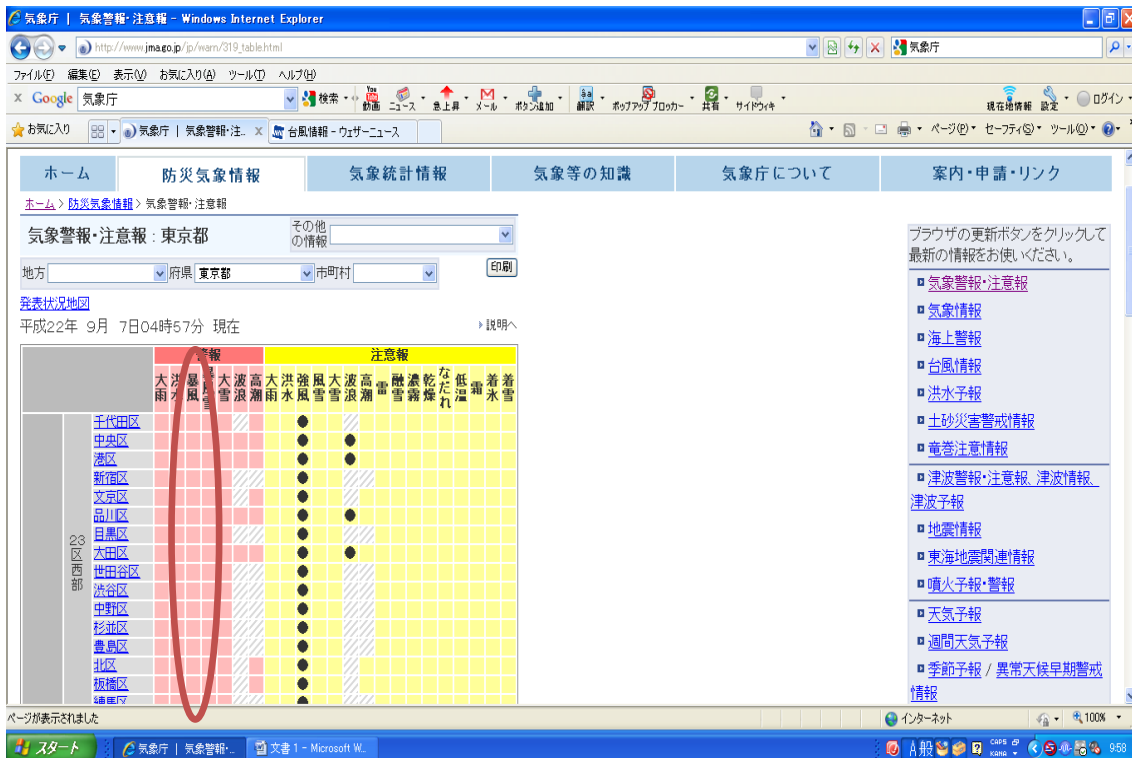 気象庁 | 気象警報・注意報 - Windows Internet Explorer
http://www.jma.go.jp/jp/warn/319_table.html
気象庁
ファイル(F) 編集(E) 表示(V) お気に入り(A) ツール(T) ヘルプ(H)
x Google 気象庁 検索 動画 ニュース 急上昇 メール ボタン追加 翻訳 ポップアップ ブロッカー 共有 サイドウィキ 現在地情報 設定 ログイン
お気に入り 気象庁 | 気象警報・注... x 台風情報 - ウェザーニュース ページ(P) セーフティ(S) ツール(O)
ホーム 防災気象情報 気象統計情報 気象等の知識 気象庁について 案内・申請・リンク
ホーム > 防災気象情報 > 気象警報・注意報
気象警報・注意報 : 東京都 その他の情報
地方 府県 東京都 市町村 印刷
発表状況地図
平成22年 9月 7日04時57分 現在 説明へ
警報 注意報
大雨 洪水 暴風 暴風雪 大雪 波浪 高潮 大雨 洪水 強風 風雪 大雪 波浪 高潮 雷 融雪 濃霧 乾燥 なだれ 低温 霜 着氷 着雪
23区西部
千代田区 ● 
中央区 ● ●
港区 ● ●
新宿区 ●
文京区 ●
品川区 ● ●
目黒区 ●
大田区 ● ●
世田谷区 ●
渋谷区 ●
中野区 ●
杉並区 ●
豊島区 ●
北区 ●
板橋区 ●
練馬区 ●
ブラウザの更新ボタンをクリックして
最新の情報をお使いください。
気象警報・注意報
気象情報
海上警報
台風情報
洪水予報
土砂災害警戒情報
竜巻注意情報
津波警報・注意報、津波情報、
津波予報
地震情報
東海地震関連情報
噴火予報・警報
天気予報
週間天気予報
季節予報 / 異常天候早期警戒
情報
ページが表示されました インターネット 100%
スタート 気象庁 | 気象警報・... 文書 1 - Microsoft W... A 般 CAPS KANA 9:58